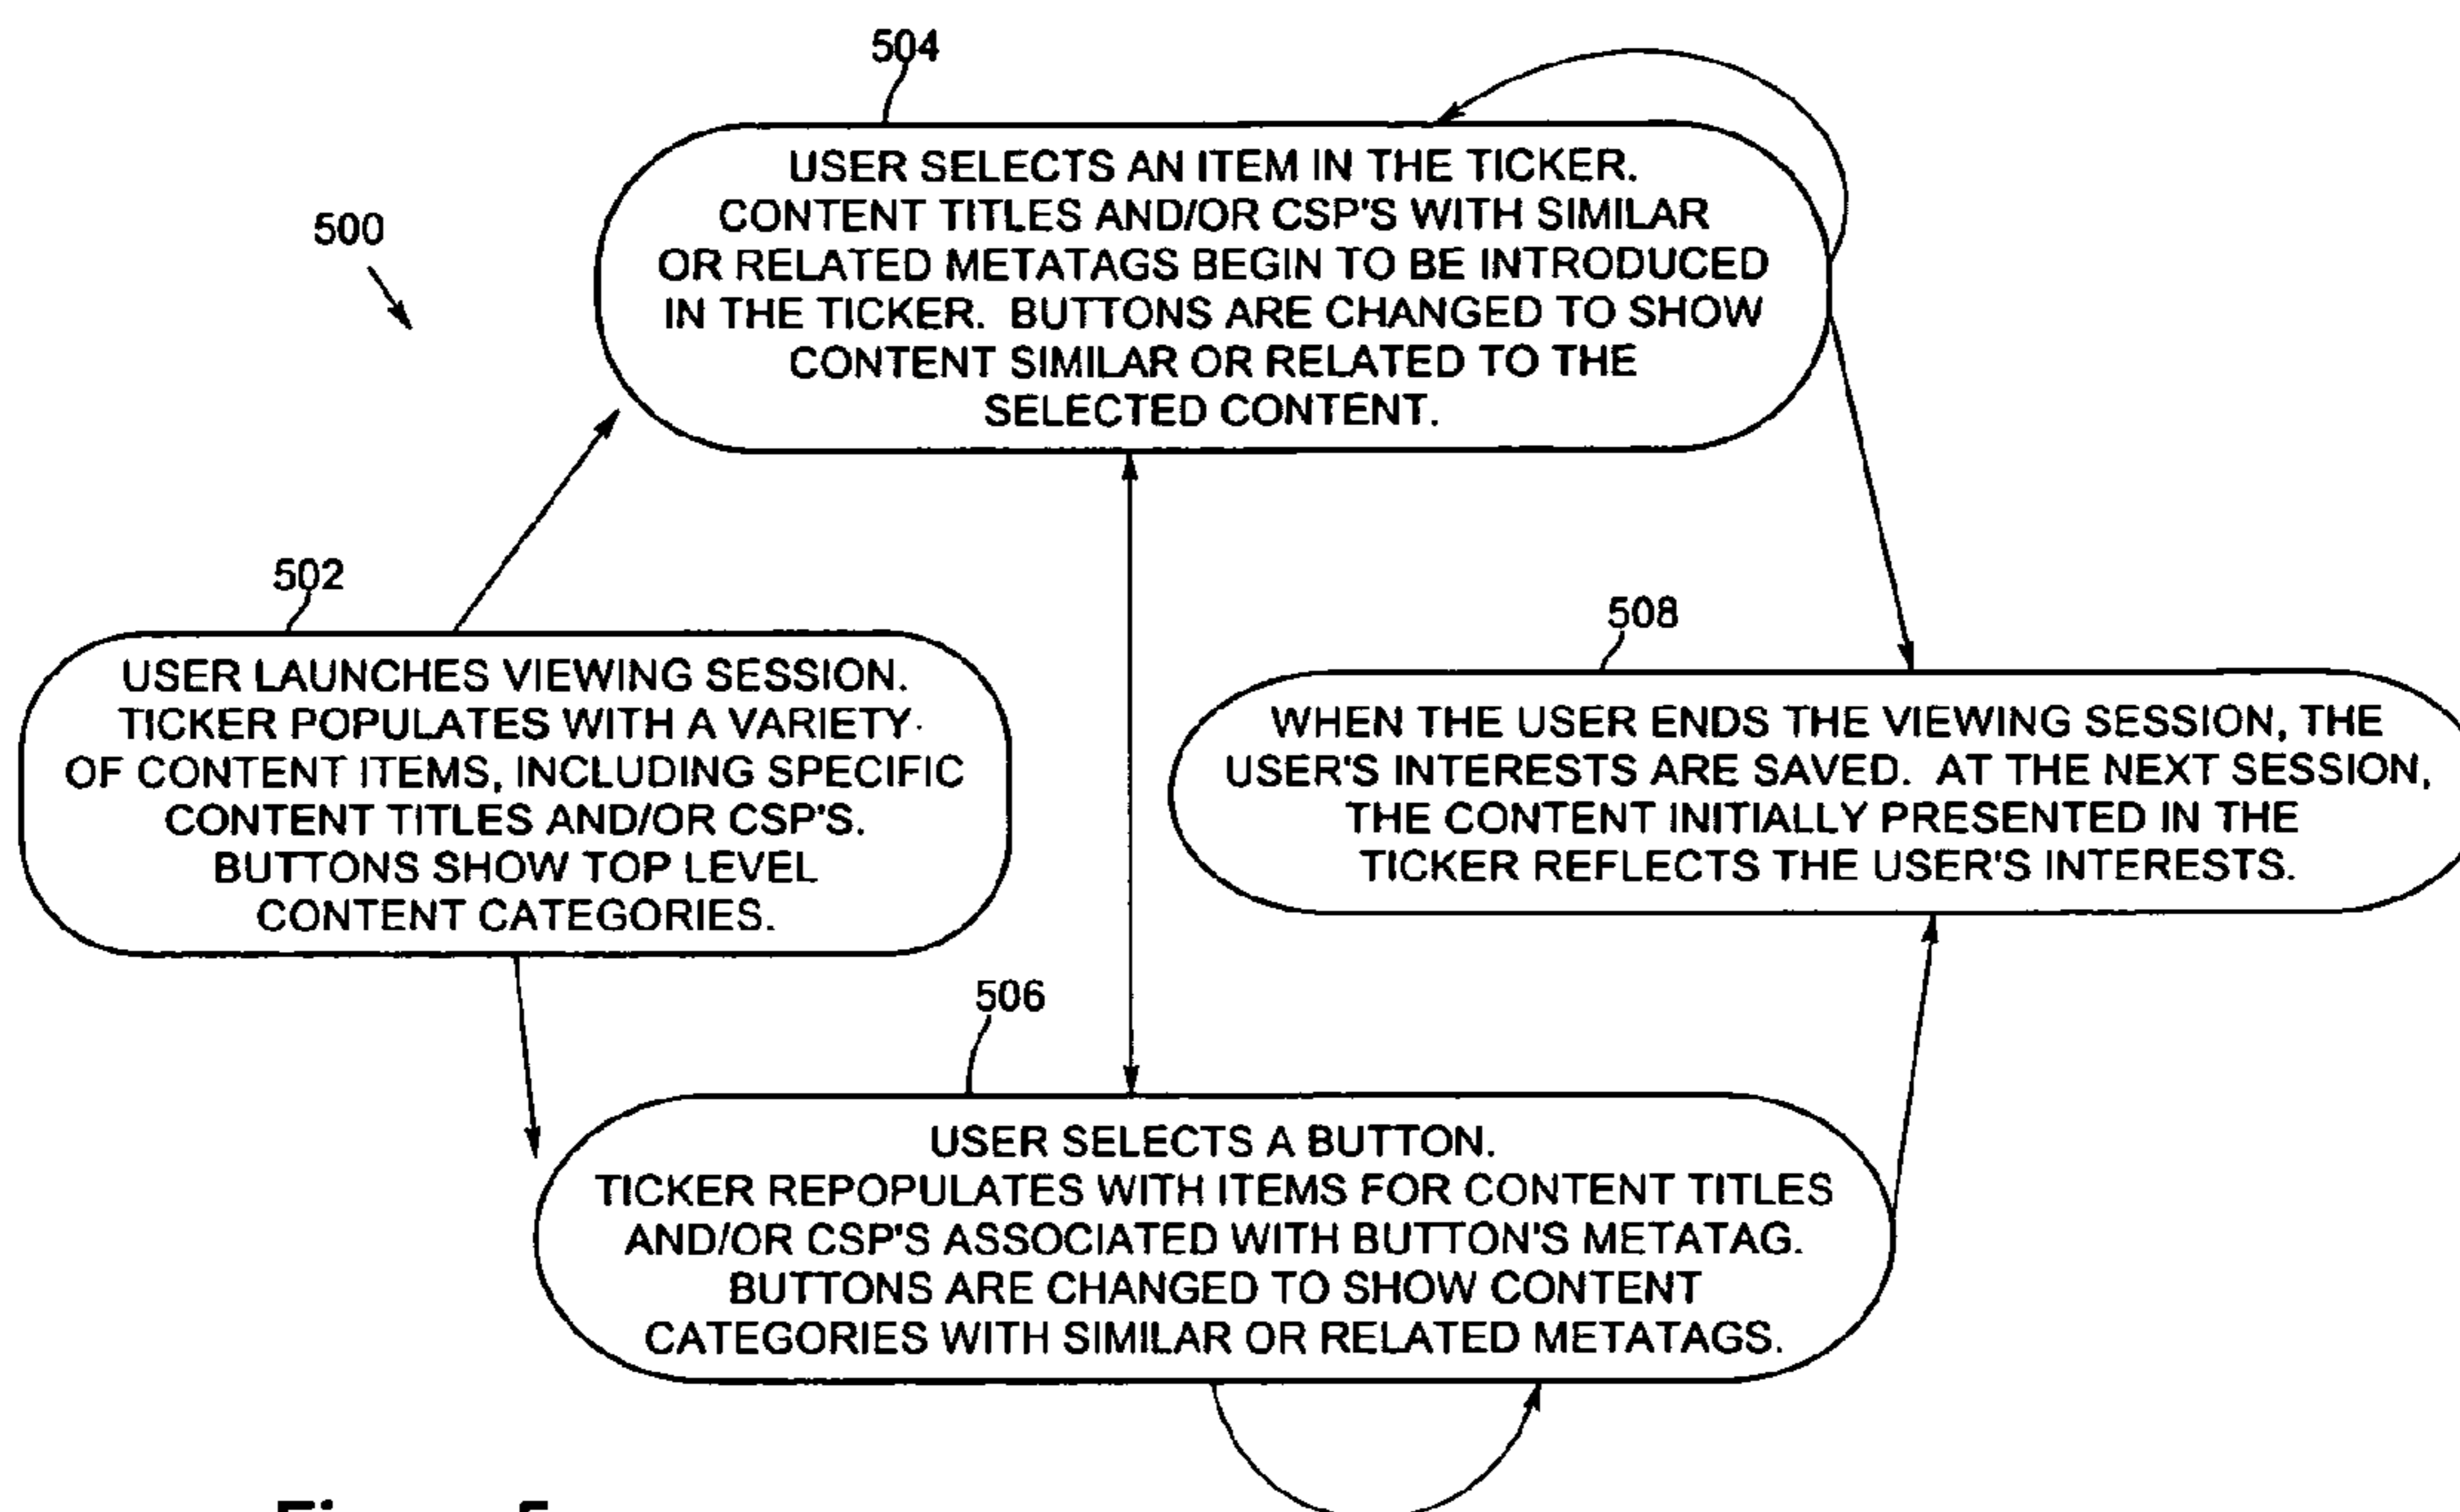 504
USER SELECTS AN ITEM IN THE TICKER.
CONTENT TITLES AND/OR CSP'S WITH SIMILAR
OR RELATED METATAGS BEGIN TO BE INTRODUCED
IN THE TICKER. BUTTONS ARE CHANGED TO SHOW
CONTENT SIMILAR OR RELATED TO THE
SELECTED CONTENT.
500
502
USER LAUNCHES VIEWING SESSION.
TICKER POPULATES WITH A VARIETY
OF CONTENT ITEMS, INCLUDING SPECIFIC
CONTENT TITLES AND/OR CSP'S.
BUTTONS SHOW TOP LEVEL
CONTENT CATEGORIES.
508
WHEN THE USER ENDS THE VIEWING SESSION, THE
USER'S INTERESTS ARE SAVED. AT THE NEXT SESSION,
THE CONTENT INITIALLY PRESENTED IN THE
TICKER REFLECTS THE USER'S INTERESTS.
506
USER SELECTS A BUTTON.
TICKER REPOPULATES WITH ITEMS FOR CONTENT TITLES
AND/OR CSP'S ASSOCIATED WITH BUTTON'S METATAG.
BUTTONS ARE CHANGED TO SHOW CONTENT
CATEGORIES WITH SIMILAR OR RELATED METATAGS.